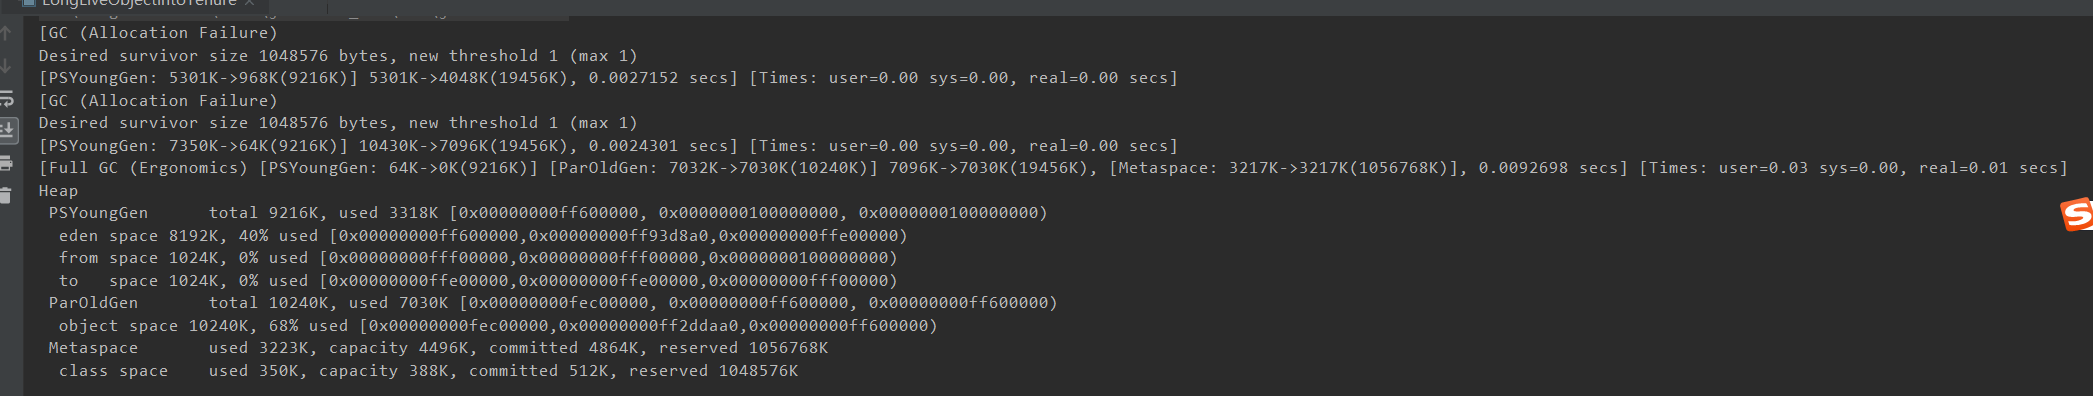 LongLiveObjectIntoTenure
[GC (Allocation Failure)
Desired survivor size 1048576 bytes, new threshold 1 (max 1)
[PSYoungGen: 5301K->968K(9216K)] 5301K->4048K(19456K), 0.0027152 secs] [Times: user=0.00 sys=0.00, real=0.00 secs]
[GC (Allocation Failure)
Desired survivor size 1048576 bytes, new threshold 1 (max 1)
[PSYoungGen: 7350K->64K(9216K)] 10430K->7096K(19456K), 0.0024301 secs] [Times: user=0.00 sys=0.00, real=0.00 secs]
[Full GC (Ergonomics) [PSYoungGen: 64K->0K(9216K)] [ParOldGen: 7032K->7030K(10240K)] 7096K->7030K(19456K), [Metaspace: 3217K->3217K(1056768K)], 0.0092698 secs] [Times: user=0.03 sys=0.00, real=0.01 secs]
Heap
PSYoungGen total 9216K, used 3318K [0x00000000ff600000, 0x0000000100000000, 0x0000000100000000)
eden space 8192K, 40% used [0x00000000ff600000,0x00000000ff93d8a0,0x00000000ffe00000)
from space 1024K, 0% used [0x00000000fff00000,0x00000000fff00000,0x0000000100000000)
to space 1024K, 0% used [0x00000000ffe00000,0x00000000ffe00000,0x00000000fff00000)
ParOldGen total 10240K, used 7030K [0x00000000fec00000, 0x00000000ff600000, 0x00000000ff600000)
object space 10240K, 68% used [0x00000000fec00000,0x00000000ff2ddaa0,0x00000000ff600000)
Metaspace used 3223K, capacity 4496K, committed 4864K, reserved 1056768K
class space used 350K, capacity 388K, committed 512K, reserved 1048576K
S